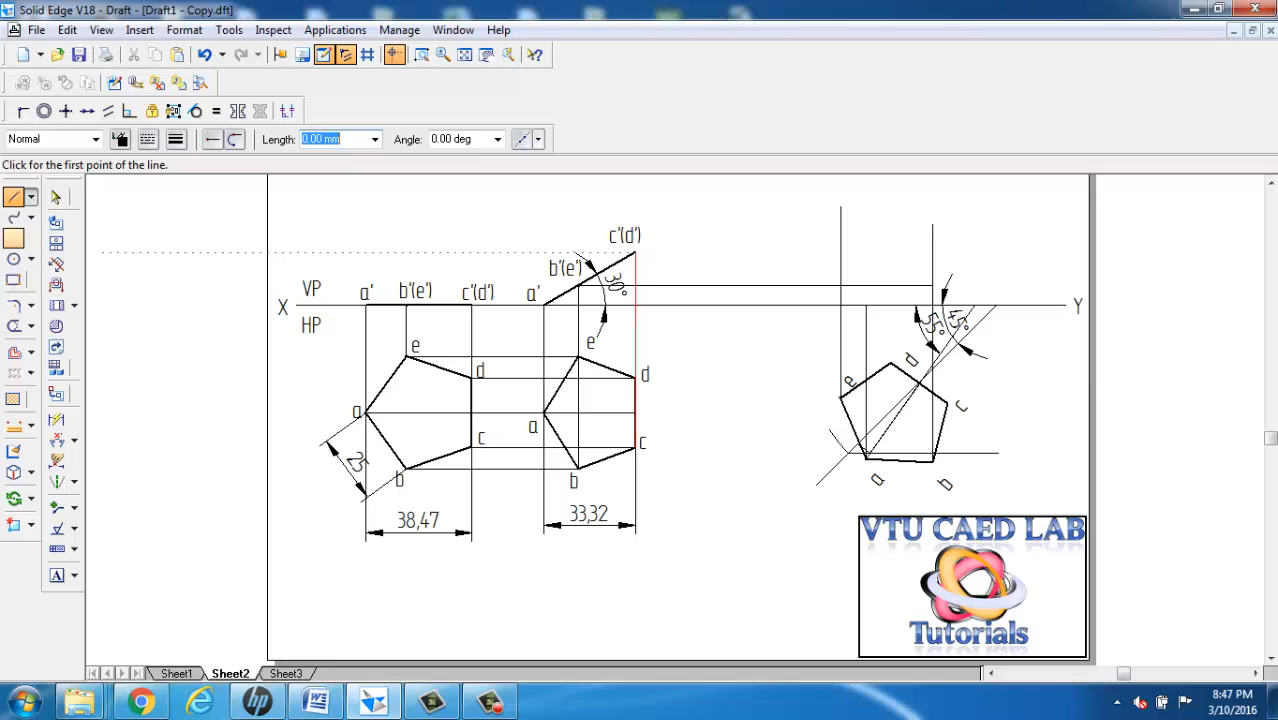 Solid Edge V18 - Draft - [Draft1 - Copy.dft]
File Edit View Insert Format Tools Inspect Applications Manage Window Help
Normal Length: 0.00 mm Angle: 0.00 deg
Click for the first point of the line.
c'(d')
b'(e')
30°
VP
a' b'(e') c'(d') a'
X Y
HP
55° 45°
e e
d d d
e
a c
a
c c
b b
a b
25
38,47 33,32
VTU CAED LAB
Tutorials
A
Sheet1 Sheet2 Sheet3
hp
8:47 PM
3/10/2016